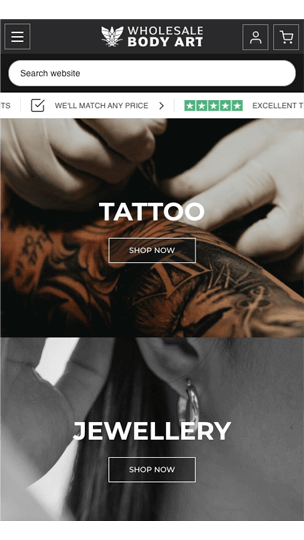 WHOLESALE
BODY ART
Search website
TS
WE'LL MATCH ANY PRICE
EXCELLENT T
TATTOO
SHOP NOW
JEWELLERY
SHOP NOW